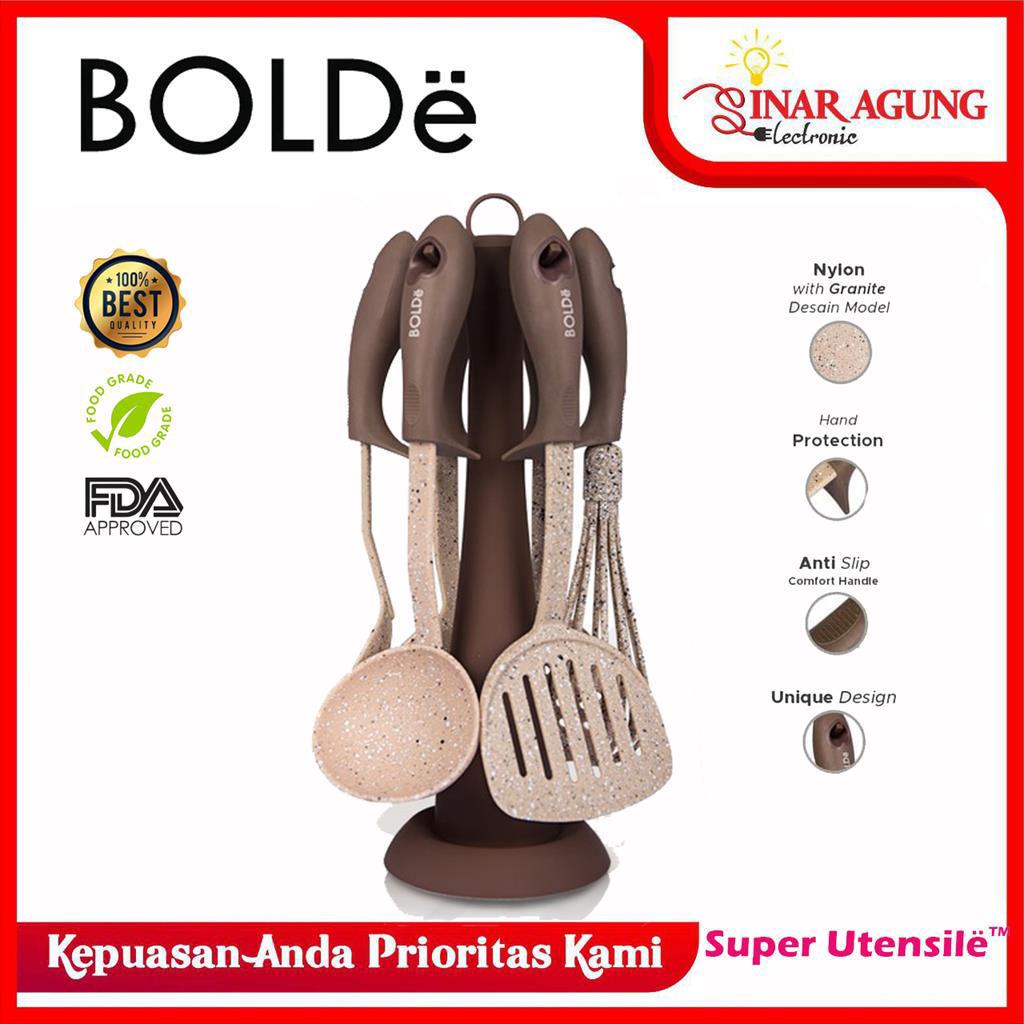 BOLDë
SINAR AGUNG
Electronic
100%
BEST
QUALITY
FOOD GRADE
FOOD GRADE
FDA
APPROVED
BOLDë
BOLDë
Nylon
with Granite
Desain Model
Hand
Protection
Anti Slip
Comfort Handle
Unique Design
Kepuasan Anda Prioritas Kami
Super Utensilë™